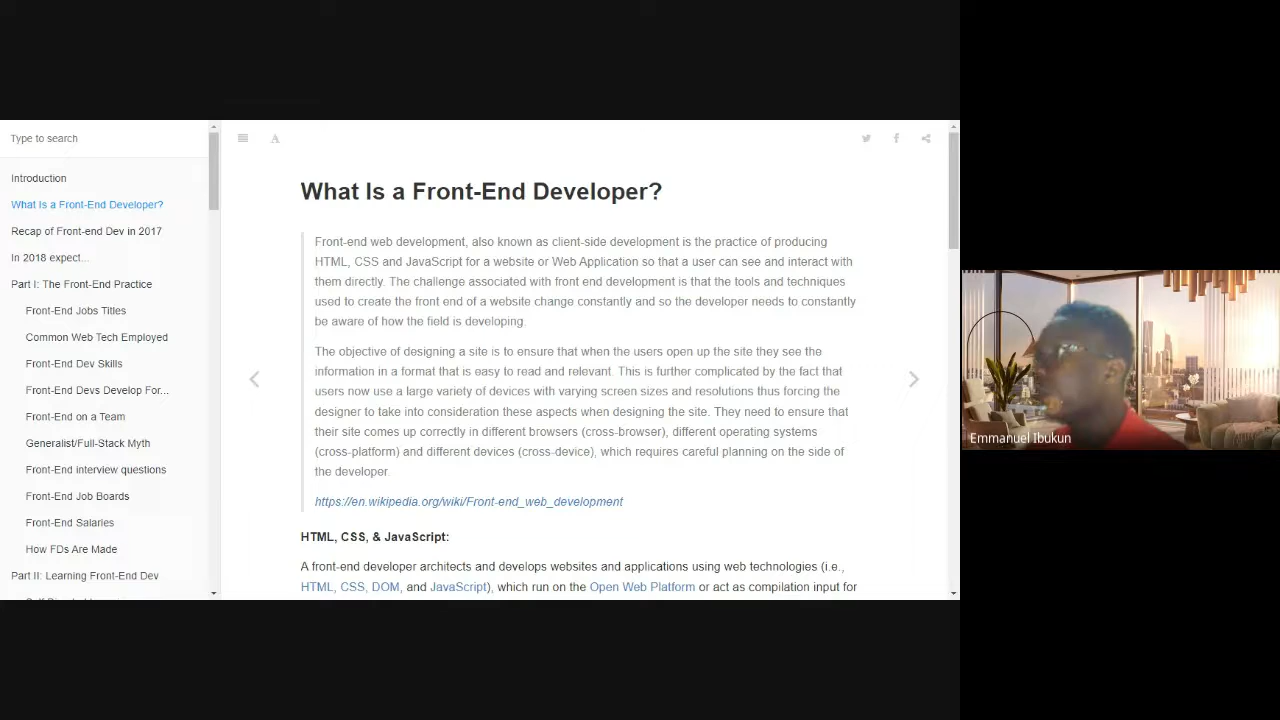 Type to search
Introduction
What Is a Front-End Developer?
Recap of Front-end Dev in 2017
In 2018 expect...
Part I: The Front-End Practice
Front-End Jobs Titles
Common Web Tech Employed
Front-End Dev Skills
Front-End Devs Develop For...
Front-End on a Team
Generalist/Full-Stack Myth
Front-End interview questions
Front-End Job Boards
Front-End Salaries
How FDs Are Made
Part II: Learning Front-End Dev
What Is a Front-End Developer?
Front-end web development, also known as client-side development is the practice of producing
HTML, CSS and JavaScript for a website or Web Application so that a user can see and interact with
them directly. The challenge associated with front end development is that the tools and techniques
used to create the front end of a website change constantly and so the developer needs to constantly
be aware of how the field is developing.
The objective of designing a site is to ensure that when the users open up the site they see the
information in a format that is easy to read and relevant. This is further complicated by the fact that
users now use a large variety of devices with varying screen sizes and resolutions thus forcing the
designer to take into consideration these aspects when designing the site. They need to ensure that
their site comes up correctly in different browsers (cross-browser), different operating systems
(cross-platform) and different devices (cross-device), which requires careful planning on the side of
the developer.
https://en.wikipedia.org/wiki/Front-end_web_development
HTML, CSS, & JavaScript:
A front-end developer architects and develops websites and applications using web technologies (i.e.,
HTML, CSS, DOM, and JavaScript), which run on the Open Web Platform or act as compilation input for
Emmanuel Ibukun